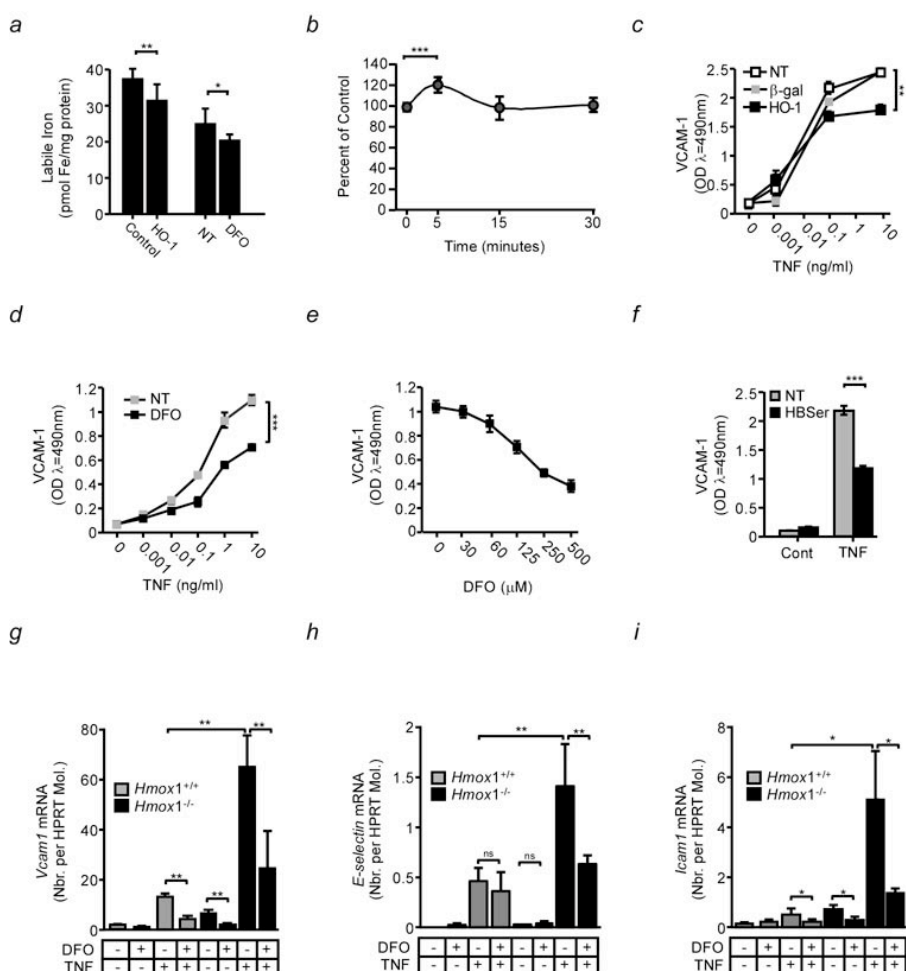 a
b
c
**
40
30
20
10
0
Labile Iron
(pmol Fe/mg protein)
*
Control
HO-1
NT
DFO
***
140
120
100
80
60
40
20
0
Percent of Control
0
5
15
30
Time (minutes)
2.5
2
1.5
1
0.5
0
VCAM-1
(OD λ=490nm)
NT
β-gal
HO-1
**
0
0.001
0.01
0.1
1
10
TNF (ng/ml)
d
e
f
1.2
1
0.8
0.6
0.4
0.2
0
VCAM-1
(OD λ=490nm)
NT
DFO
***
0
0.001
0.01
0.1
1
10
TNF (ng/ml)
1.2
1
0.8
0.6
0.4
0.2
0
VCAM-1
(OD λ=490nm)
0
30
60
125
250
500
DFO (μM)
2.5
2
1.5
1
0.5
0
VCAM-1
(OD λ=490nm)
NT
HBSer
***
Cont
TNF
g
h
i
80
60
40
20
0
Vcam1 mRNA
(Nbr. per HPRT Mol.)
Hmox1+/+
Hmox1-/-
**
**
**
**
DFO - + - + - + - +
TNF - - + + - - + +
2
1.5
1
0.5
0
E-selectin mRNA
(Nbr. per HPRT Mol.)
Hmox1+/+
Hmox1-/-
**
**
ns
ns
DFO - + - + - + - +
TNF - - + + - - + +
8
6
4
2
0
Icam1 mRNA
(Nbr. per HPRT Mol.)
Hmox1+/+
Hmox1-/-
*
*
*
*
DFO - + - + - + - +
TNF - - + + - - + +